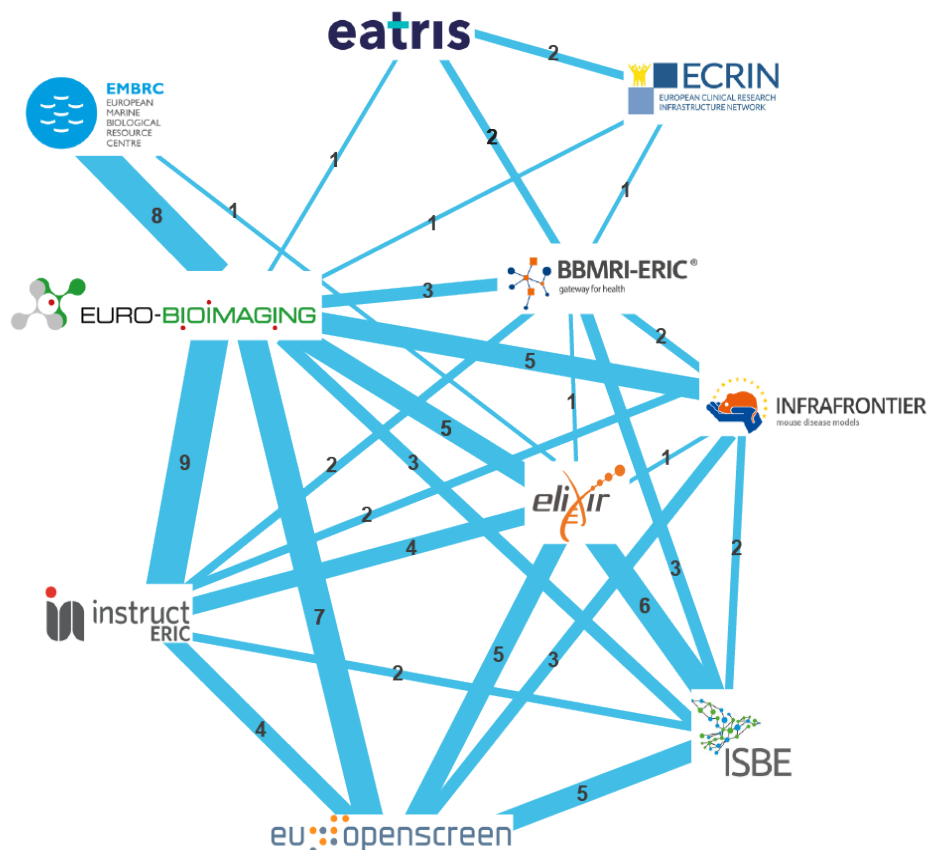 eatris
2
ECRIN
EUROPEAN CLINICAL RESEARCH
INFRASTRUCTURE NETWORK
EMBRC
EUROPEAN
MARINE
BIOLOGICAL
RESOURCE
CENTRE
1
2
1
1
8
1
BBMRI-ERIC®
gateway for health
3
EURO-BIOIMAGING
2
5
INFRAFRONTIER
mouse disease models
1
5
9
2
3
1
elixir
2
4
2
3
6
instruct
ERIC
7
5
3
2
4
ISBE
5
eu openscreen